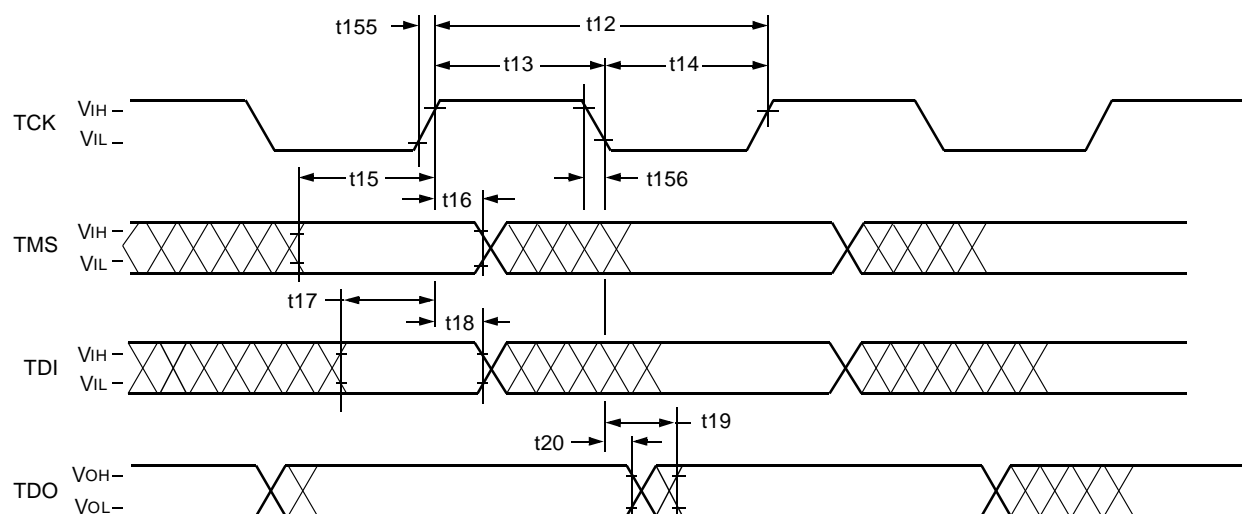 t155
t12
t13
t14
TCK
VIH
VIL
t15
t16
t156
TMS
VIH
VIL
t17
t18
TDI
VIH
VIL
t19
t20
TDO
VOH
VOL